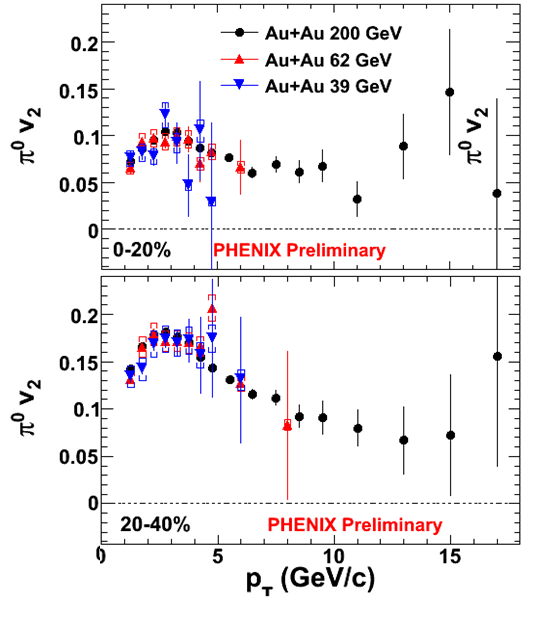 0.2
0.15
0.1
0.05
0
π⁰ v₂
Au+Au 200 GeV
Au+Au 62 GeV
Au+Au 39 GeV
π⁰ v₂
0-20%
PHENIX Preliminary
0.2
0.15
0.1
0.05
0
π⁰ v₂
20-40%
PHENIX Preliminary
0 5 10 15
p_T (GeV/c)